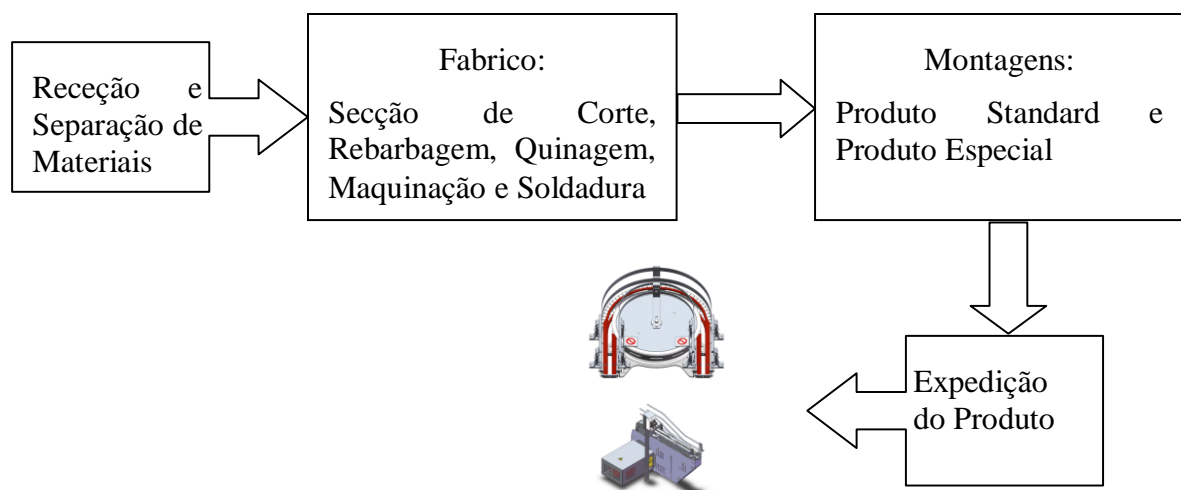 Receção e
Separação de
Materiais
Fabrico:
Secção de Corte,
Rebarbagem, Quinagem,
Maquinação e Soldadura
Montagens:
Produto Standard e
Produto Especial
Expedição
do Produto